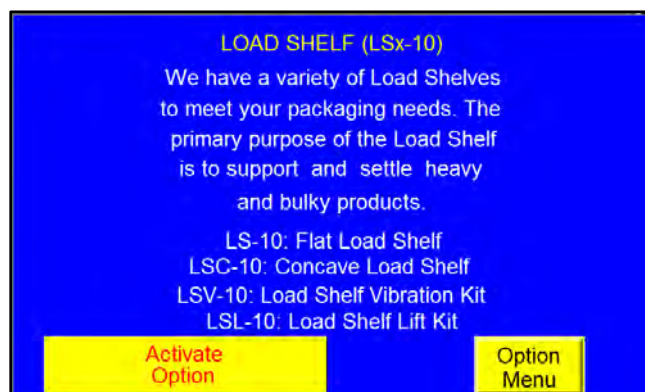 LOAD SHELF (LSx-10)
We have a variety of Load Shelves
to meet your packaging needs. The
primary purpose of the Load Shelf
is to support and settle heavy
and bulky products.
LS-10: Flat Load Shelf
LSC-10: Concave Load Shelf
LSV-10: Load Shelf Vibration Kit
LSL-10: Load Shelf Lift Kit
Activate
Option
Option
Menu